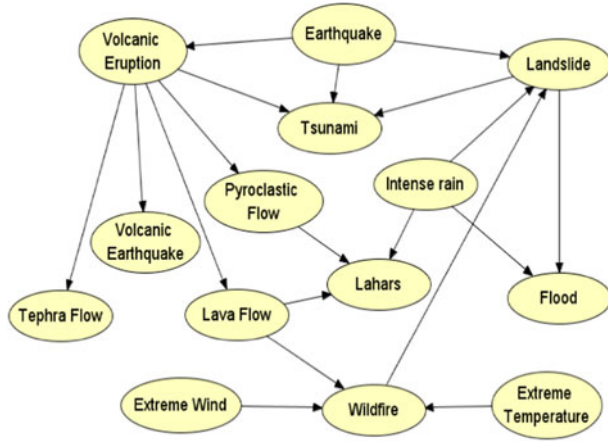 Earthquake
Volcanic
Eruption
Landslide
Tsunami
Pyroclastic
Flow
Intense rain
Volcanic
Earthquake
Lahars
Flood
Tephra Flow
Lava Flow
Extreme Wind
Wildfire
Extreme
Temperature